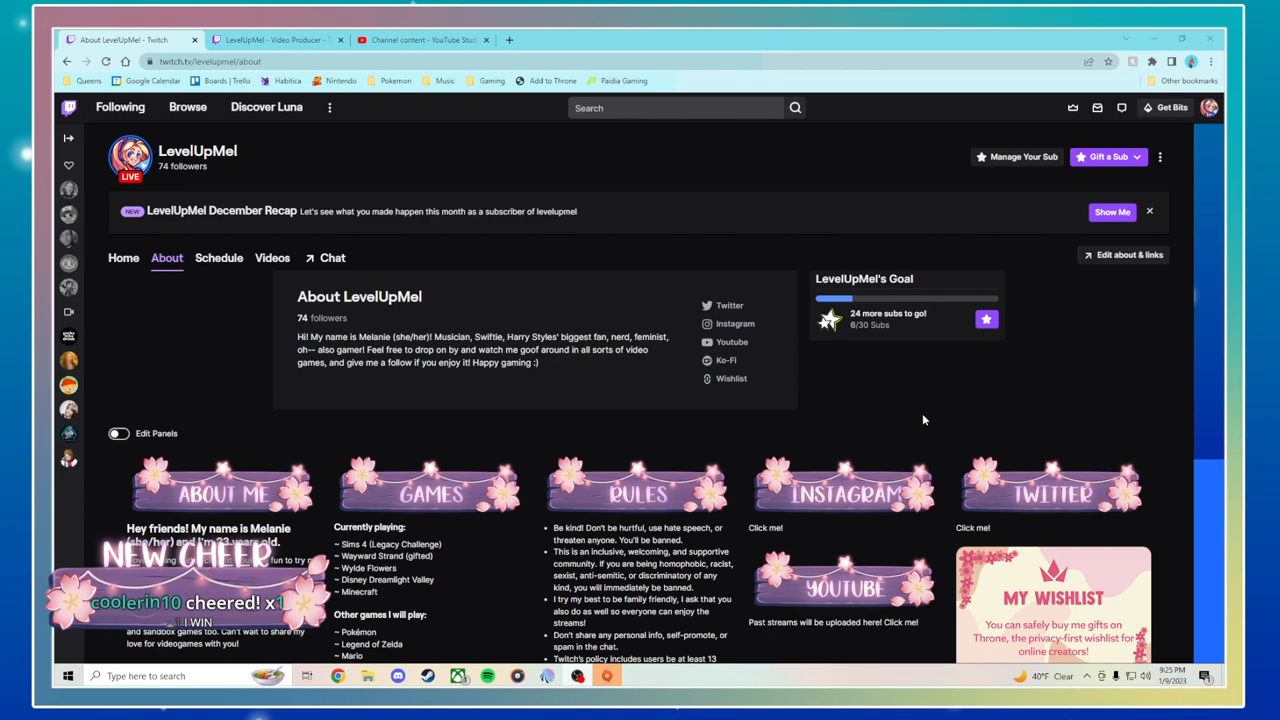 About LevelUpMel - Twitch
LevelUpMel - Video Producer - T
Channel content - YouTube Stud
twitch.tv/levelupmel/about
Queens
Google Calendar
Boards | Trello
Habitica
Nintendo
Pokemon
Music
Gaming
Add to Throne
Paidia Gaming
Other bookmarks
Following
Browse
Discover Luna
Search
Get Bits
LevelUpMel
74 followers
LIVE
Manage Your Sub
Gift a Sub
NEW LevelUpMel December Recap Let's see what you made happen this month as a subscriber of levelupmel
Show Me
Home
About
Schedule
Videos
Chat
Edit about & links
About LevelUpMel
74 followers
Hi! My name is Melanie (she/her)! Musician, Swiftie, Harry Styles' biggest fan, nerd, feminist,
oh-- also gamer! Feel free to drop on by and watch me goof around in all sorts of video
games, and give me a follow if you enjoy it! Happy gaming :)
Twitter
Instagram
Youtube
Ko-Fi
Wishlist
LevelUpMel's Goal
24 more subs to go!
6/30 Subs
Edit Panels
ABOUT ME
Hey friends! My name is Melanie
(she/her) and I'm 23 years old.
NEW CHEER
coolerin10 cheered! x1
I WIN
and sandbox games too. Can't wait to share my
love for videogames with you!
GAMES
Currently playing:
~ Sims 4 (Legacy Challenge)
~ Wayward Strand (gifted)
~ Wylde Flowers
~ Disney Dreamlight Valley
~ Minecraft
Other games I will play:
~ Pokémon
~ Legend of Zelda
~ Mario
RULES
Be kind! Don't be hurtful, use hate speech, or
threaten anyone. You'll be banned.
This is an inclusive, welcoming, and supportive
community. If you are being homophobic, racist,
sexist, anti-semitic, or discriminatory of any
kind, you will immediately be banned.
I try my best to be family friendly, I ask that you
also do as well so everyone can enjoy the
streams!
Don't share any personal info, self-promote, or
spam in the chat.
Twitch's policy includes users be at least 13
INSTAGRAM
Click me!
YOUTUBE
Past streams will be uploaded here! Click me!
TWITTER
Click me!
MY WISHLIST
You can safely buy me gifts on
Throne, the privacy-first wishlist for
online creators!
Type here to search
40°F Clear
9:25 PM
1/9/2023